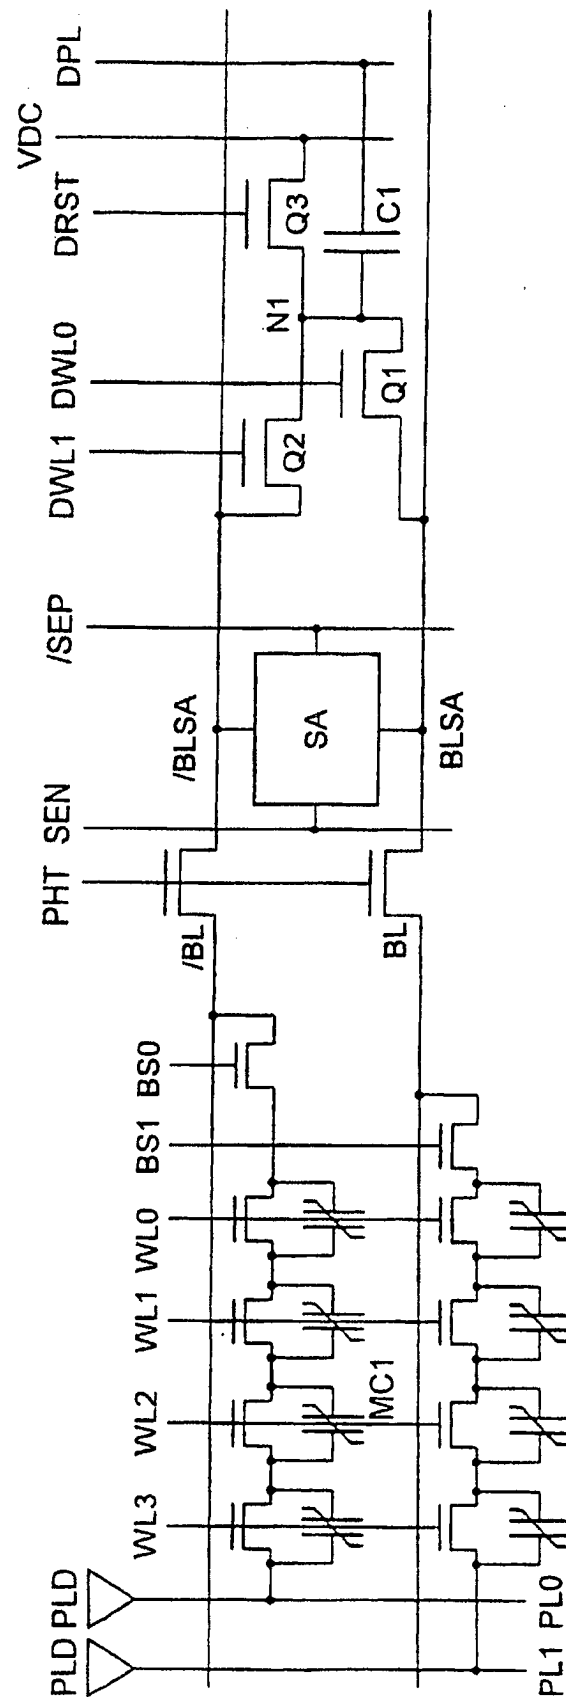 PLD
PLD
WL3
WL2
WL1
WL0
BS1
BS0
PHT
SEN
/SEP
DWL1
DWL0
DRST
VDC
DPL
/BL
/BLSA
Q2
N1
Q3
MC1
BL
SA
BLSA
Q1
C1
PL1
PL0